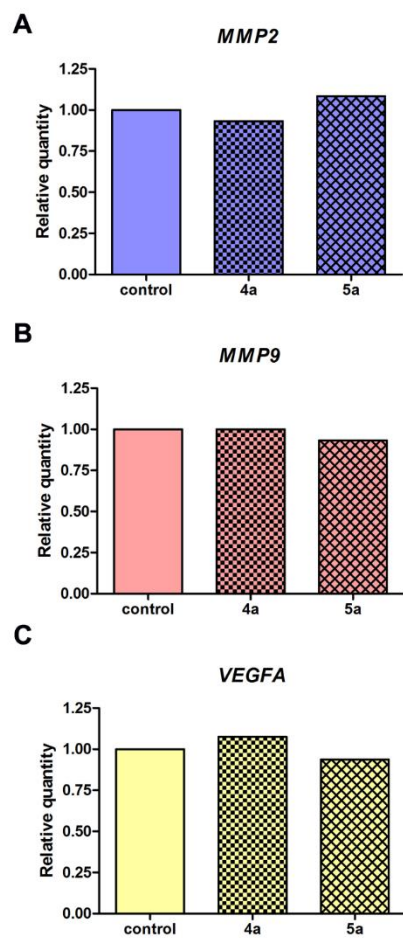 A
MMP2
Relative quantity
1.25
1.00
0.75
0.50
0.25
0.00
control 4a 5a
B
MMP9
Relative quantity
1.25
1.00
0.75
0.50
0.25
0.00
control 4a 5a
C
VEGFA
Relative quantity
1.25
1.00
0.75
0.50
0.25
0.00
control 4a 5a